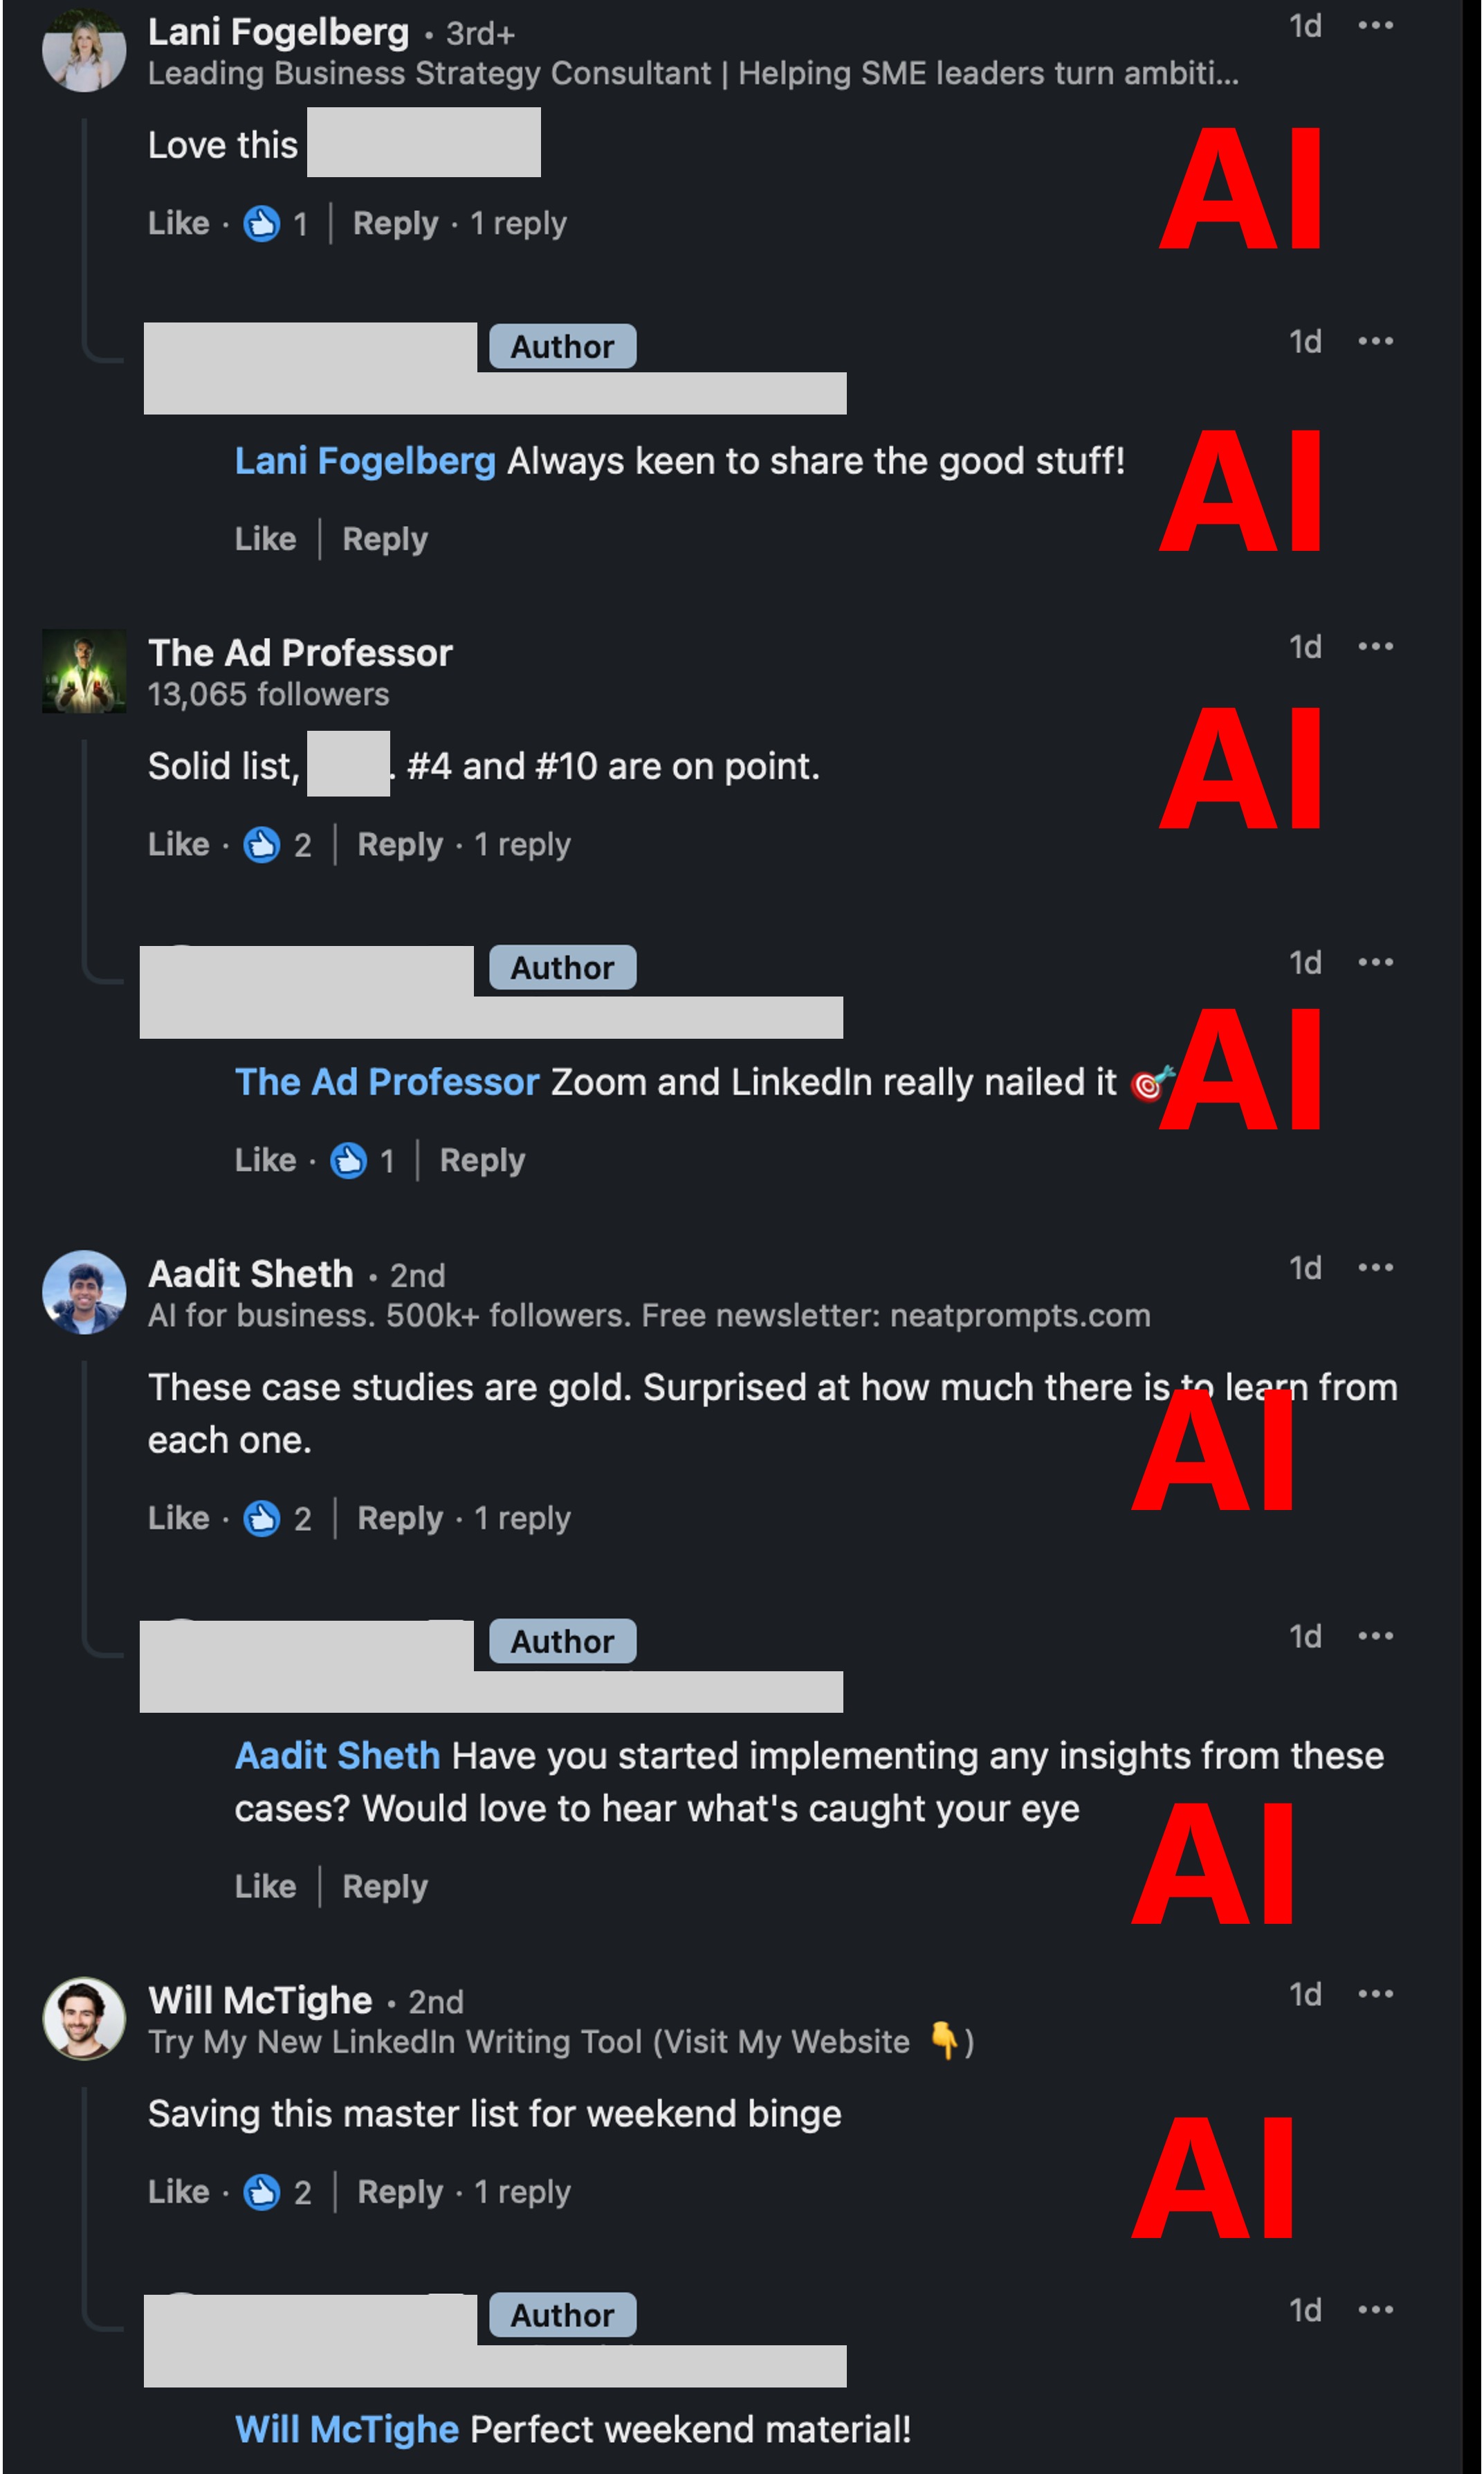 Lani Fogelberg • 3rd+ 1d •••
Leading Business Strategy Consultant | Helping SME leaders turn ambiti...
Love this
AI
Like · 1 | Reply · 1 reply
Author 1d •••
Lani Fogelberg Always keen to share the good stuff!
AI
Like | Reply
The Ad Professor 1d •••
13,065 followers
Solid list, . #4 and #10 are on point.
AI
Like · 2 | Reply · 1 reply
Author 1d •••
The Ad Professor Zoom and LinkedIn really nailed it 🎯
AI
Like · 1 | Reply
Aadit Sheth • 2nd 1d •••
AI for business. 500k+ followers. Free newsletter: neatprompts.com
These case studies are gold. Surprised at how much there is to learn from
each one.
AI
Like · 2 | Reply · 1 reply
Author 1d •••
Aadit Sheth Have you started implementing any insights from these
cases? Would love to hear what's caught your eye
AI
Like | Reply
Will McTighe • 2nd 1d •••
Try My New LinkedIn Writing Tool (Visit My Website 👇)
Saving this master list for weekend binge
AI
Like · 2 | Reply · 1 reply
Author 1d •••
Will McTighe Perfect weekend material!